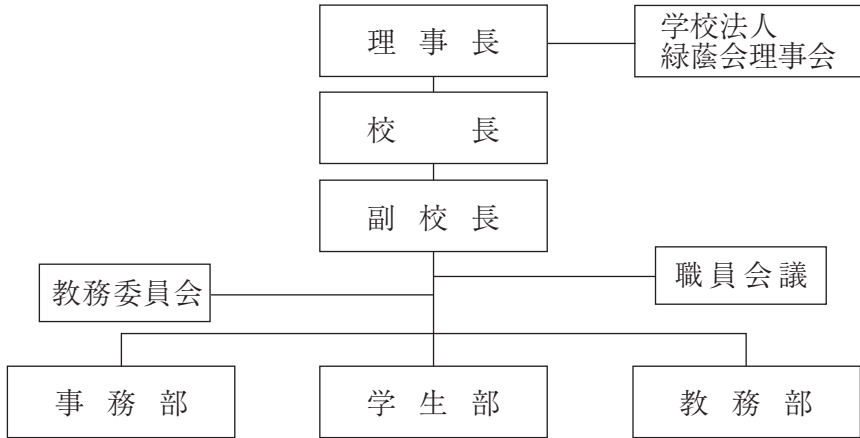 理事長
学校法人
緑蔭会理事会
校長
副校長
職員会議
教務委員会
事務部
学生部
教務部